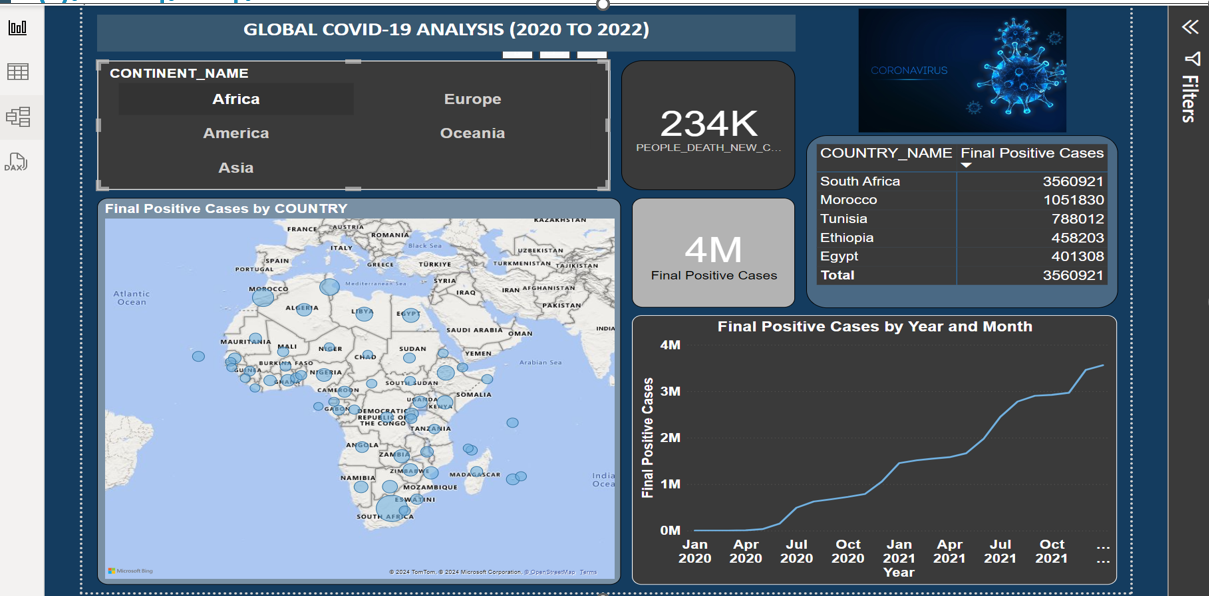 GLOBAL COVID-19 ANALYSIS (2020 TO 2022)
CONTINENT_NAME
Africa
Europe
America
Oceania
Asia
234K
PEOPLE_DEATH_NEW_C...
CORONAVIRUS
Filters
DAX
COUNTRY_NAME Final Positive Cases
South Africa 3560921
Morocco 1051830
Tunisia 788012
Ethiopia 458203
Egypt 401308
Total 3560921
4M
Final Positive Cases
Final Positive Cases by COUNTRY
KAZAKHSTAN
FRANCE
AUSTRIA
ROMANIA
ITALY
Black Sea
UZBEKISTAN
SPAIN
PORTUGAL
GREECE
TÜRKIYE
TURKMENISTAN
TAJIKISTAN
Atlantic
Ocean
MOROCCO
Mediterranean Sea
SYRIA
IRAQ
IRAN
AFGHANISTAN
ALGERIA
LIBYA
EGYPT
PAKISTAN
SAUDI ARABIA
OMAN
INDIA
MAURITANIA
MALI
NIGER
CHAD
SUDAN
YEMEN
Arabian Sea
BURKINA FASO
GUINEA
GHANA
NIGERIA
CAMEROON
SOUTH SUDAN
SOMALIA
UGANDA
KENYA
GABON
DEMOCRATIC
REPUBLIC OF
THE CONGO
TANZANIA
ANGOLA
ZAMBIA
ZIMBABWE
MADAGASCAR
India
Ocea
NAMIBIA
MOZAMBIQUE
ESWATINI
SOUTH AFRICA
Microsoft Bing
© 2024 TomTom, © 2024 Microsoft Corporation, © OpenStreetMap Terms
Final Positive Cases by Year and Month
Final Positive Cases
4M
3M
2M
1M
0M
Jan Apr Jul Oct Jan Apr Jul Oct ...
2020 2020 2020 2020 2021 2021 2021 2021 ...
Year